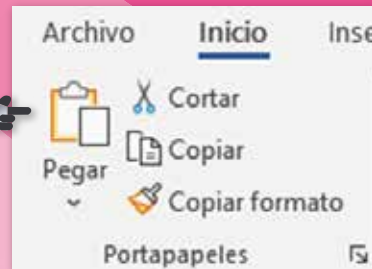 Archivo Inicio Inse
Cortar
Copiar
Pegar
Copiar formato
Portapapeles